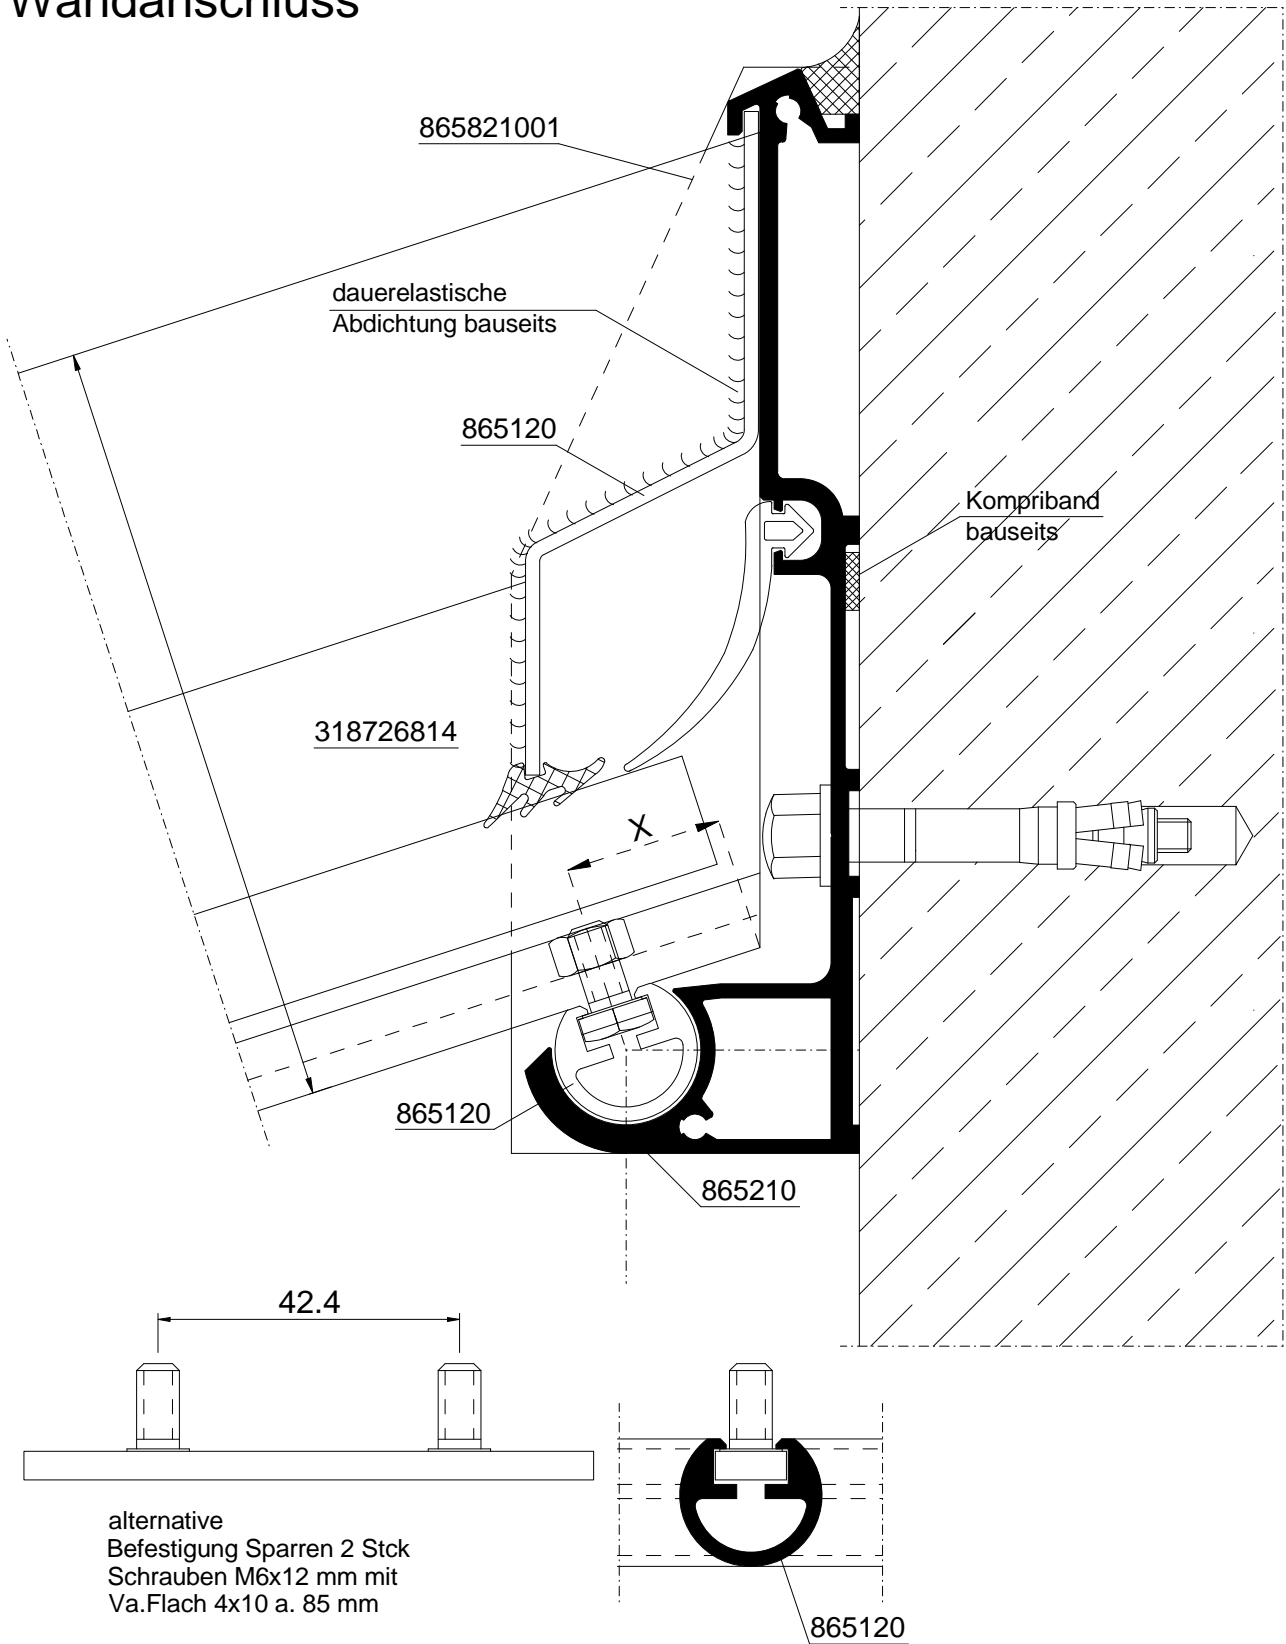 Wandanschluss
865821001
dauerelastische
Abdichtung bauseits
865120
Kompriband
bauseits
318726814
X
865120
865210
42.4
alternative
Befestigung Sparren 2 Stck
Schrauben M6x12 mm mit
Va.Flach 4x10 a. 85 mm
865120